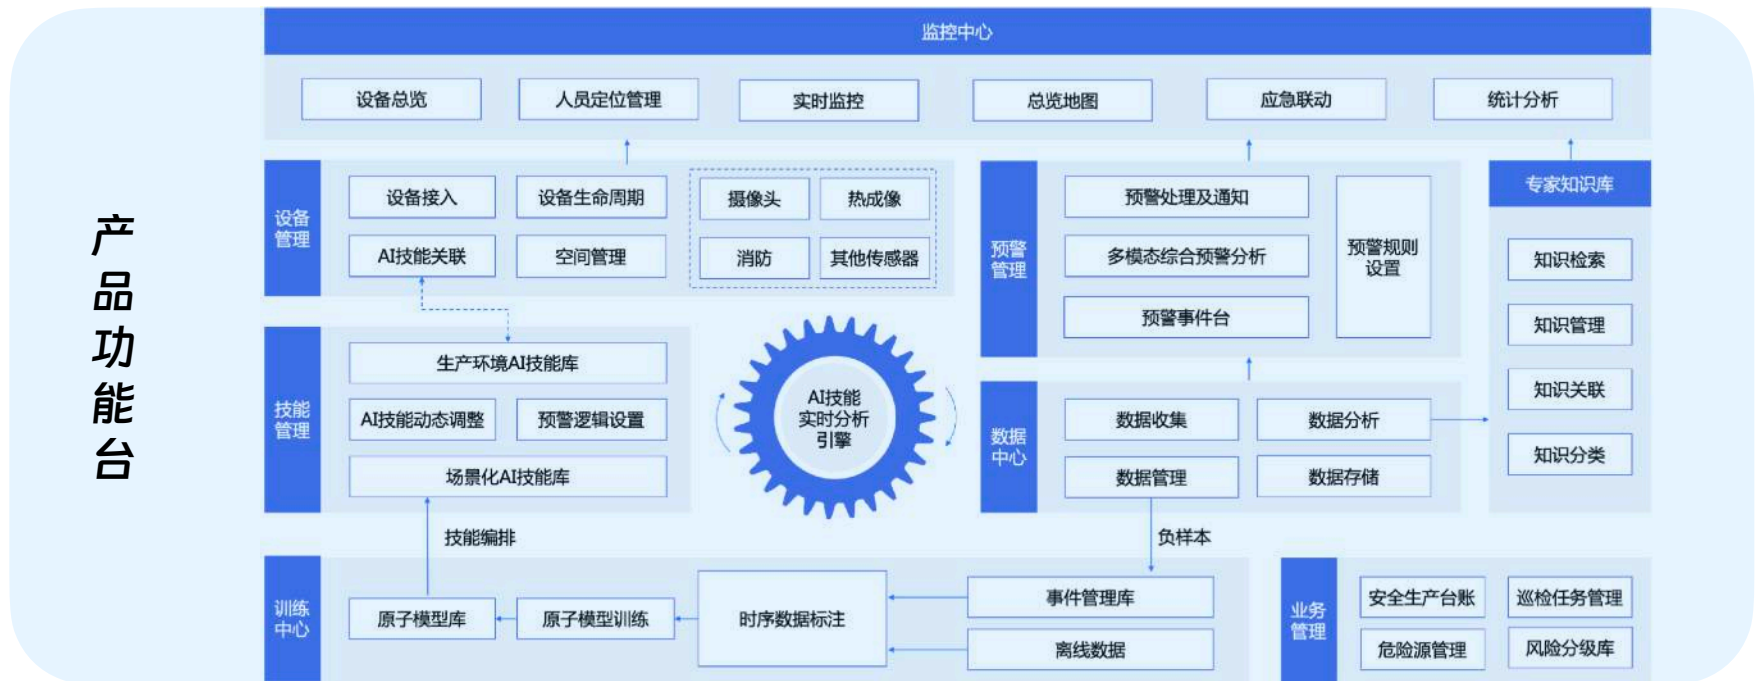 产
品
功
能
台
监控中心
设备总览
人员定位管理
实时监控
总览地图
应急联动
统计分析
设备
管理
设备接入
设备生命周期
AI技能关联
空间管理
摄像头
热成像
消防
其他传感器
预警
管理
预警处理及通知
多模态综合预警分析
预警事件台
预警规则
设置
专家知识库
知识检索
知识管理
知识关联
知识分类
技能
管理
生产环境AI技能库
AI技能动态调整
预警逻辑设置
场景化AI技能库
AI技能
实时分析
引擎
数据
中心
数据收集
数据分析
数据管理
数据存储
技能编排
负样本
训练
中心
原子模型库
原子模型训练
时序数据标注
事件管理库
离线数据
业务
管理
安全生产台账
巡检任务管理
危险源管理
风险分级库